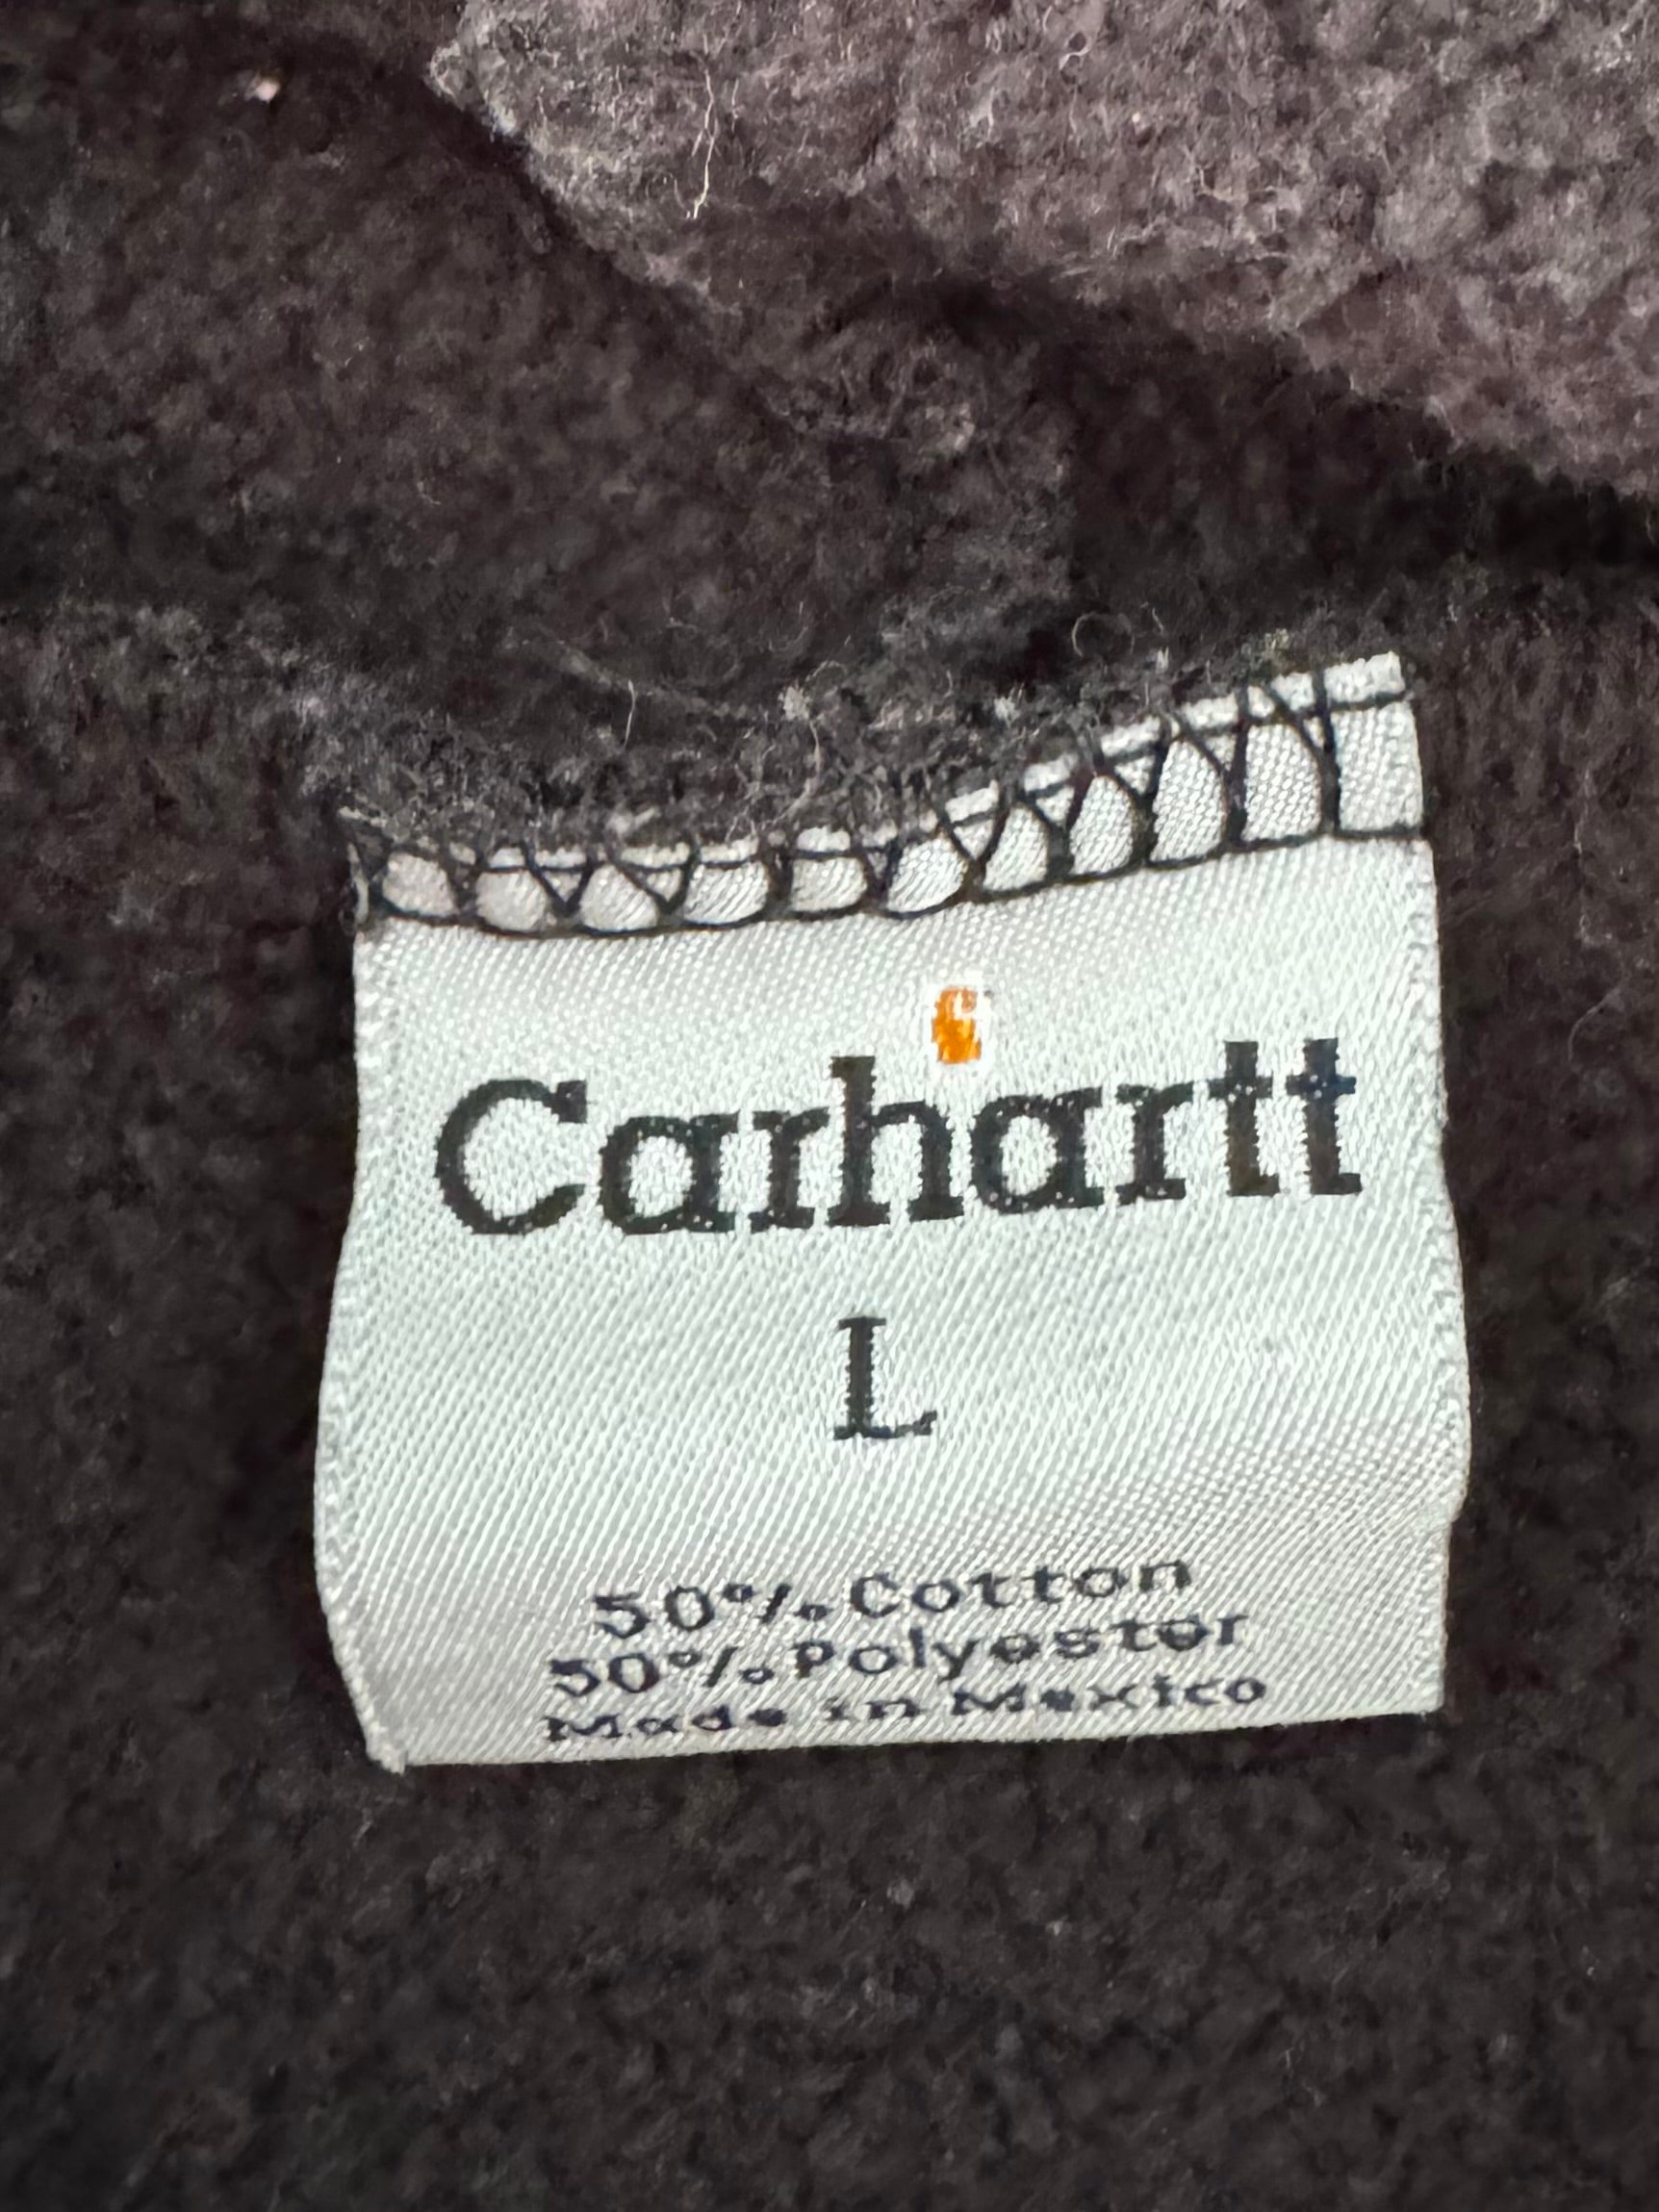 Carhartt
L
50% Cotton
50% Polyester
Made in Mexico